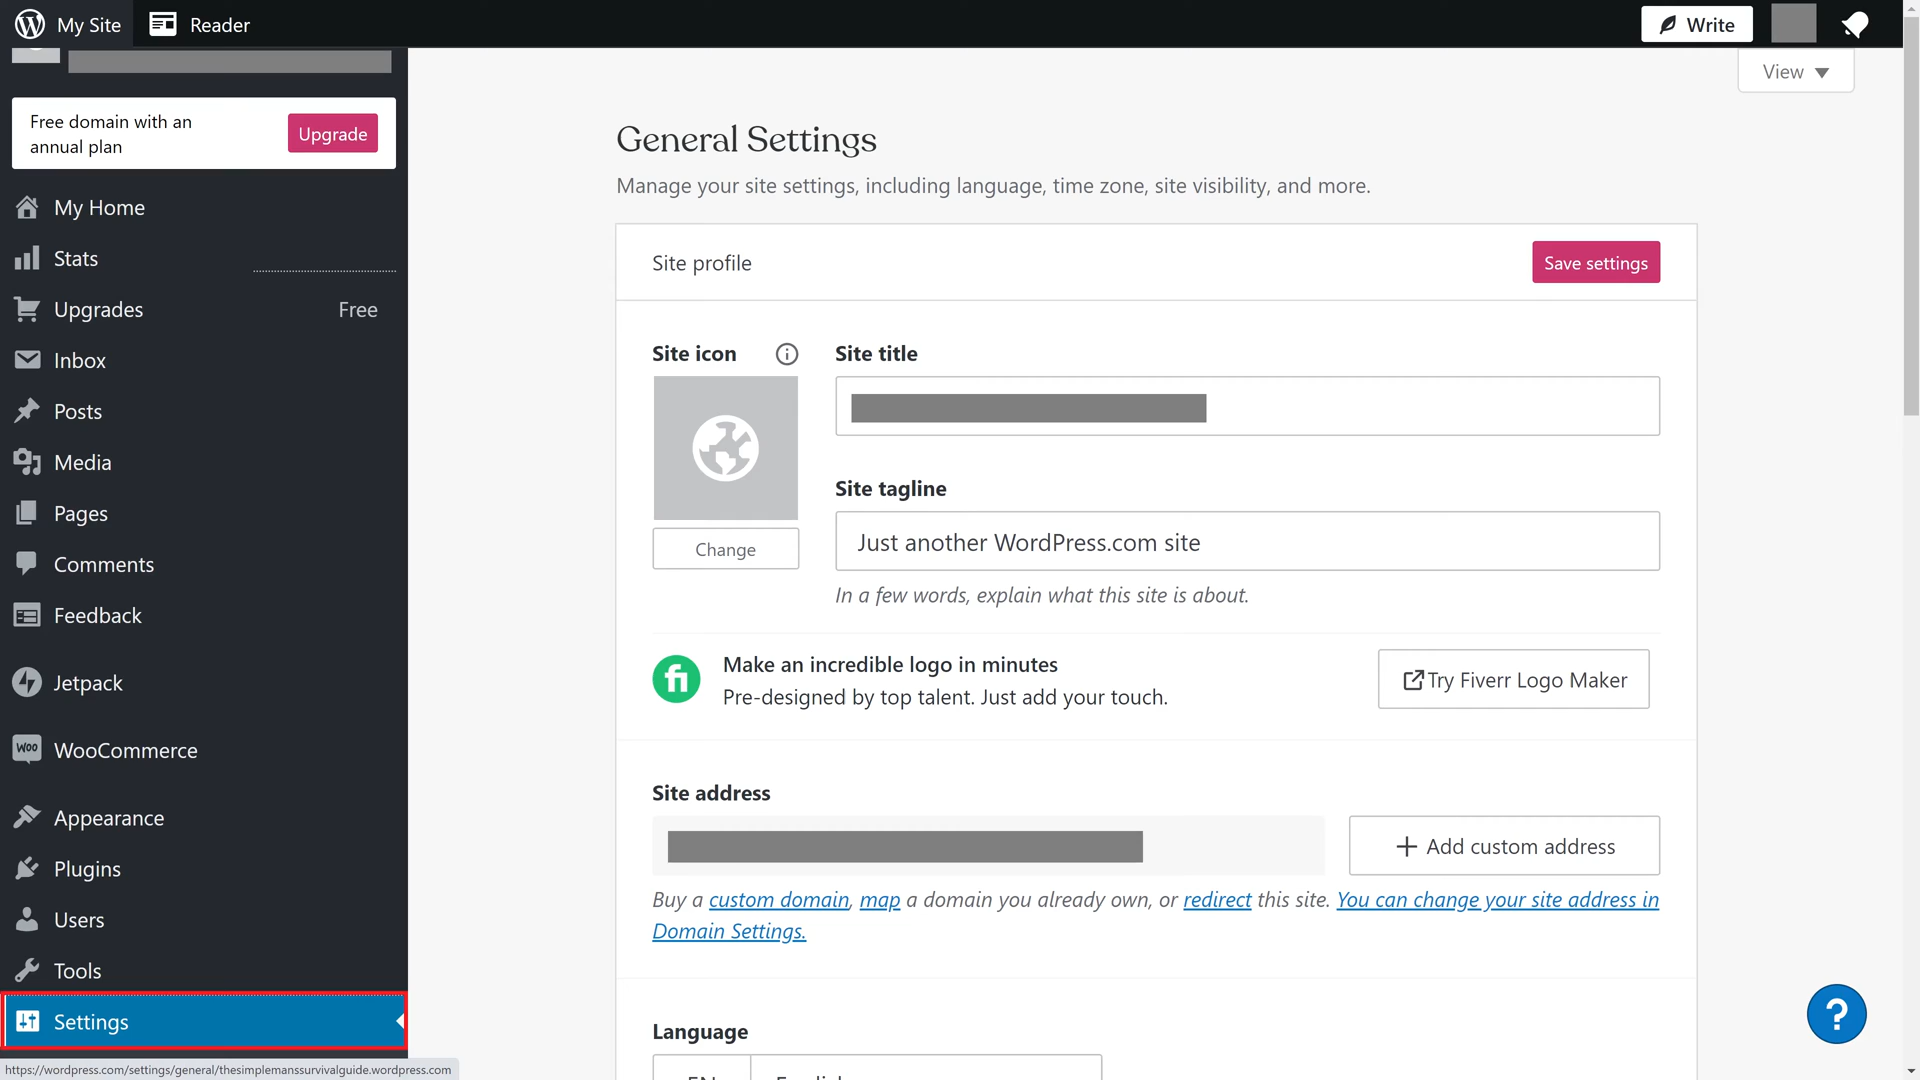 My Site
Reader
Write
View
Free domain with an
annual plan
Upgrade
My Home
Stats
Upgrades
Free
Inbox
Posts
Media
Pages
Comments
Feedback
Jetpack
Woo
WooCommerce
Appearance
Plugins
Users
Tools
Settings
https://wordpress.com/settings/general/thesimplemanssurvivalguide.wordpress.com
General Settings
Manage your site settings, including language, time zone, site visibility, and more.
Site profile
Save settings
Site icon
Site title
Change
Site tagline
Just another WordPress.com site
In a few words, explain what this site is about.
fi
Make an incredible logo in minutes
Pre-designed by top talent. Just add your touch.
Try Fiverr Logo Maker
Site address
+ Add custom address
Buy a custom domain, map a domain you already own, or redirect this site. You can change your site address in
Domain Settings.
Language
?